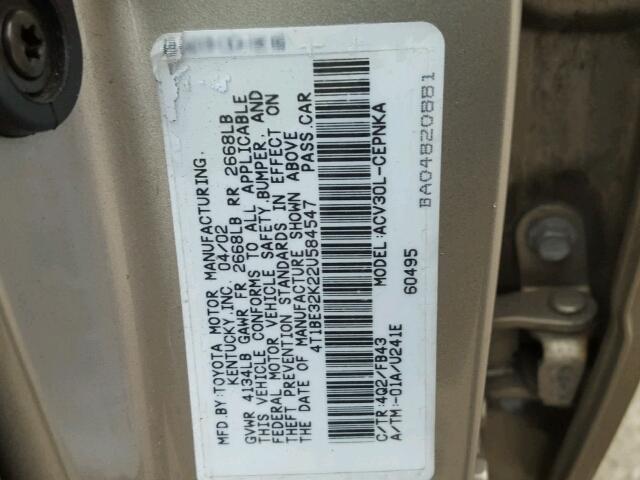 MFD.BY:TOYOTA MOTOR MANUFACTURING.
KENTUCKY,INC. 04/02
GVWR 4134LB GAWR FR 2668LB RR 2668LB
THIS VEHICLE CONFORMS TO ALL APPLICABLE
FEDERAL MOTOR VEHICLE SAFETY,BUMPER, AND
THEFT PREVENTION STANDARDS IN EFFECT ON
THE DATE OF MANUFACTURE SHOWN ABOVE
4T1BE32K22U584547 PASS.CAR
MODEL:ACV30L-CEPNKA
60495
C/TR:4Q2/FB43
A/TM:-01A/U241E
BA04820881